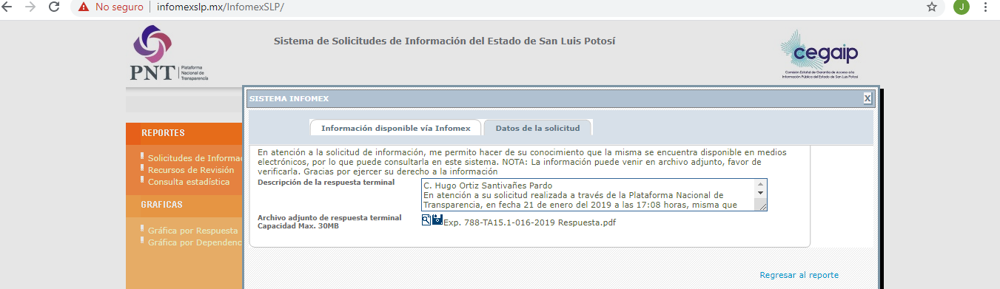 No seguro
infomexslp.mx/InfomexSLP/
J
PNT
Plataforma
Nacional de
Transparencia
Sistema de Solicitudes de Información del Estado de San Luis Potosí
cegaip
Comisión Estatal de Garantía de Acceso a la
Información Pública del Estado de San Luis Potosí
SISTEMA INFOMEX
X
REPORTES
Solicitudes de Informa
Recursos de Revisión
Consulta estadística
GRAFICAS
Gráfica por Respuesta
Gráfica por Dependenc
Información disponible vía Infomex
Datos de la solicitud
En atención a la solicitud de información, me permito hacer de su conocimiento que la misma se encuentra disponible en medios
electrónicos, por lo que puede consultarla en este sistema. NOTA: La información puede venir en archivo adjunto, favor de
verificarla. Gracias por ejercer su derecho a la información
Descripción de la respuesta terminal
C. Hugo Ortiz Santivañes Pardo
En atención a su solicitud realizada a través de la Plataforma Nacional de
Transparencia, en fecha 21 de enero del 2019 a las 17:08 horas, misma que
Archivo adjunto de respuesta terminal
Capacidad Max. 30MB
Exp. 788-TA15.1-016-2019 Respuesta.pdf
Regresar al reporte